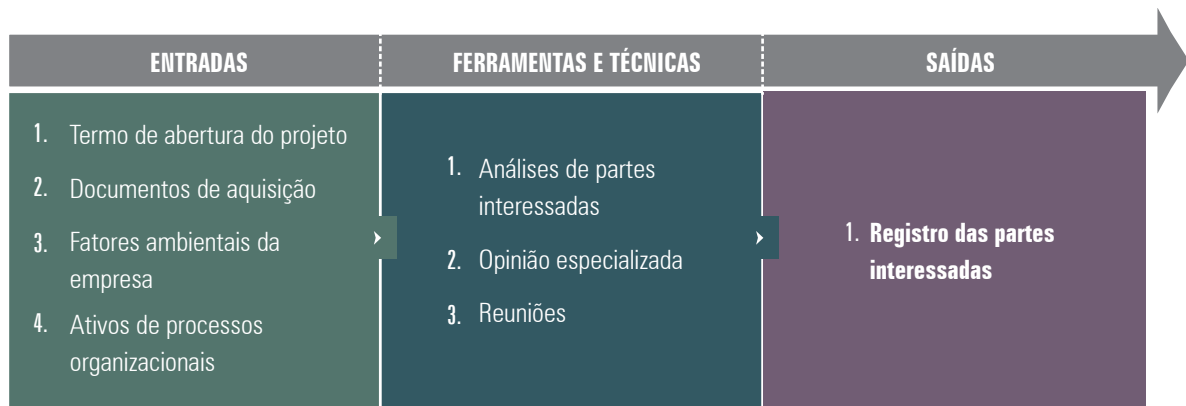 ENTRADAS
FERRAMENTAS E TÉCNICAS
SAÍDAS
1. Termo de abertura do projeto
2. Documentos de aquisição
3. Fatores ambientais da
empresa
4. Ativos de processos
organizacionais
1. Análises de partes
interessadas
2. Opinião especializada
3. Reuniões
1. Registro das partes
interessadas